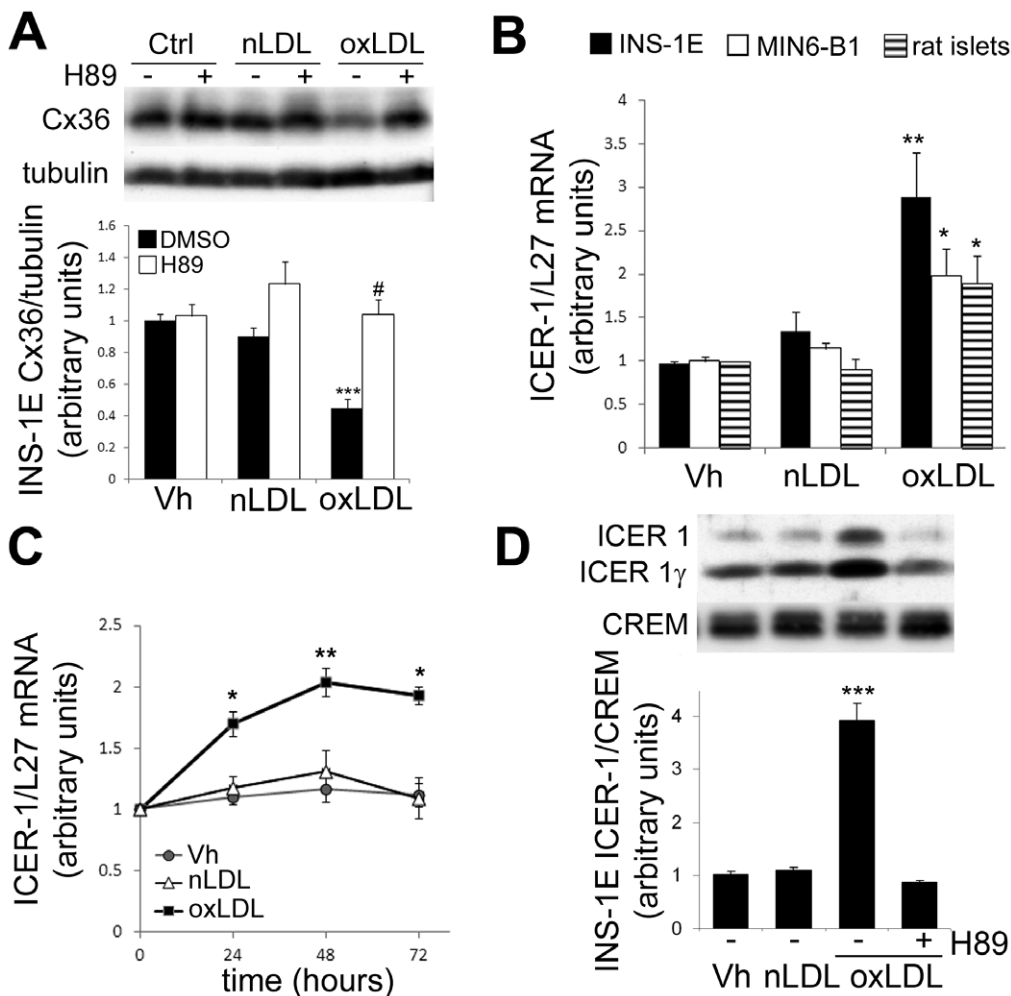 A
Ctrl nLDL oxLDL
H89 - + - + - +
Cx36
tubulin
INS-1E Cx36/tubulin
(arbitrary units)
1.6
1.4
1.2
1
0.8
0.6
0.4
0.2
0
DMSO
H89
***
#
Vh nLDL oxLDL
B
INS-1E MIN6-B1 rat islets
ICER-1/L27 mRNA
(arbitrary units)
4
3.5
3
2.5
2
1.5
1
0.5
0
**
*
*
Vh nLDL oxLDL
C
ICER-1/L27 mRNA
(arbitrary units)
2.5
2
1.5
1
0.5
0
*
**
*
Vh
nLDL
oxLDL
0 24 48 72
time (hours)
D
ICER 1
ICER 1γ
CREM
INS-1E ICER-1/CREM
(arbitrary units)
4
3
2
1
0
***
- - - + H89
Vh nLDL oxLDL